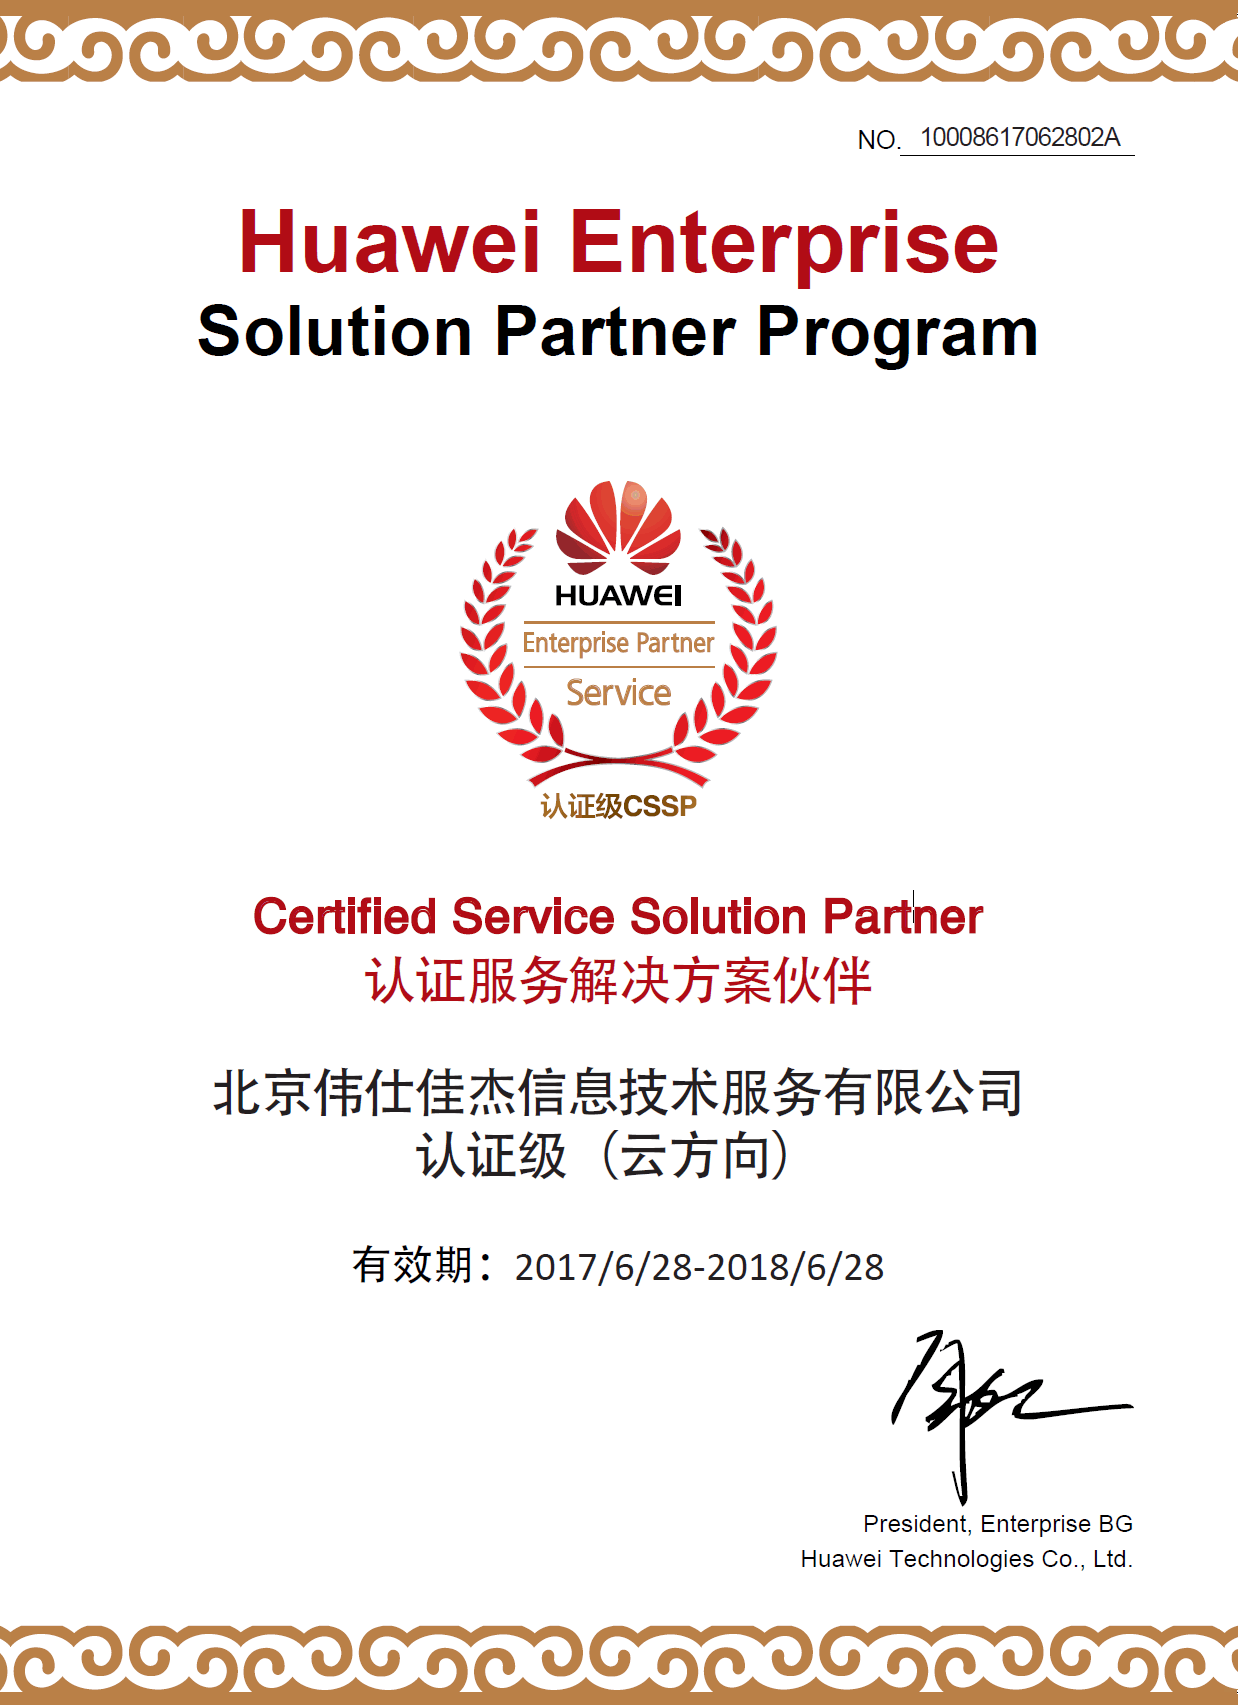 NO. 10008617062802A
Huawei Enterprise
Solution Partner Program
HUAWEI
Enterprise Partner
Service
认证级CSSP
Certified Service Solution Partner
认证服务解决方案伙伴
北京伟仕佳杰信息技术服务有限公司
认证级（云方向）
有效期：2017/6/28-2018/6/28
President, Enterprise BG
Huawei Technologies Co., Ltd.